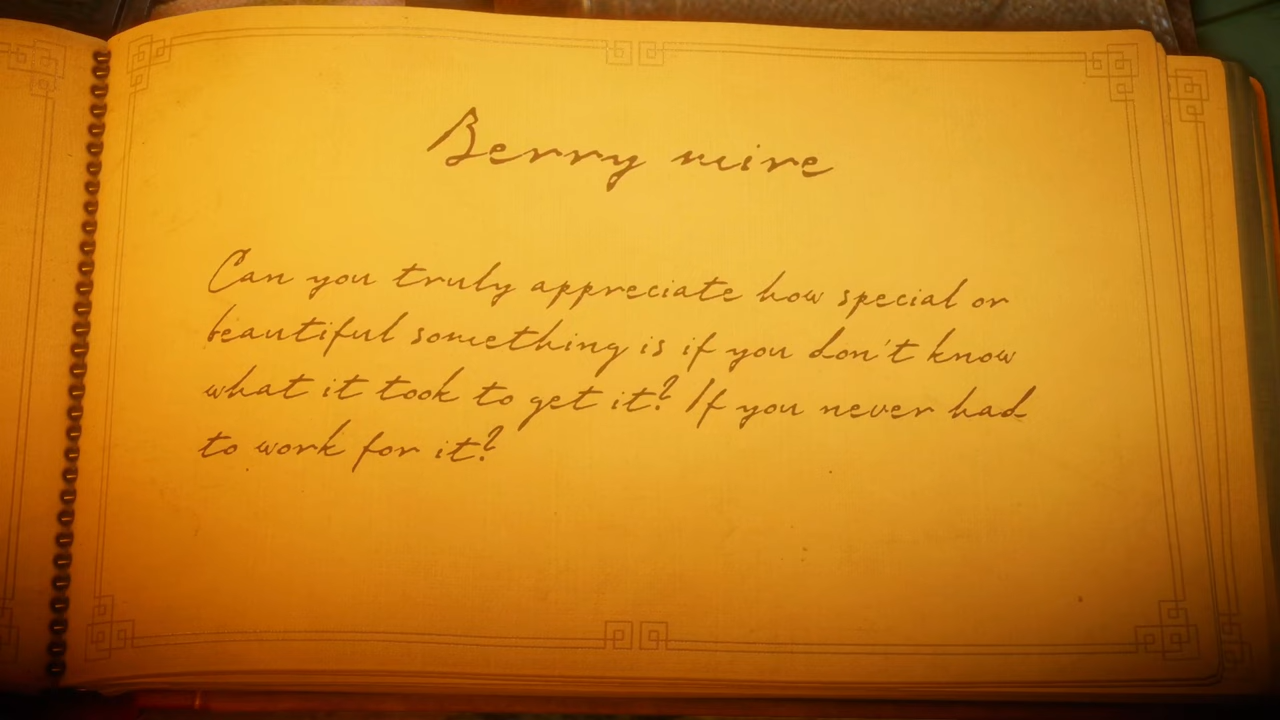 Berry mire
Can you truly appreciate how special or
beautiful something is if you don't know
what it took to get it? If you never had
to work for it?